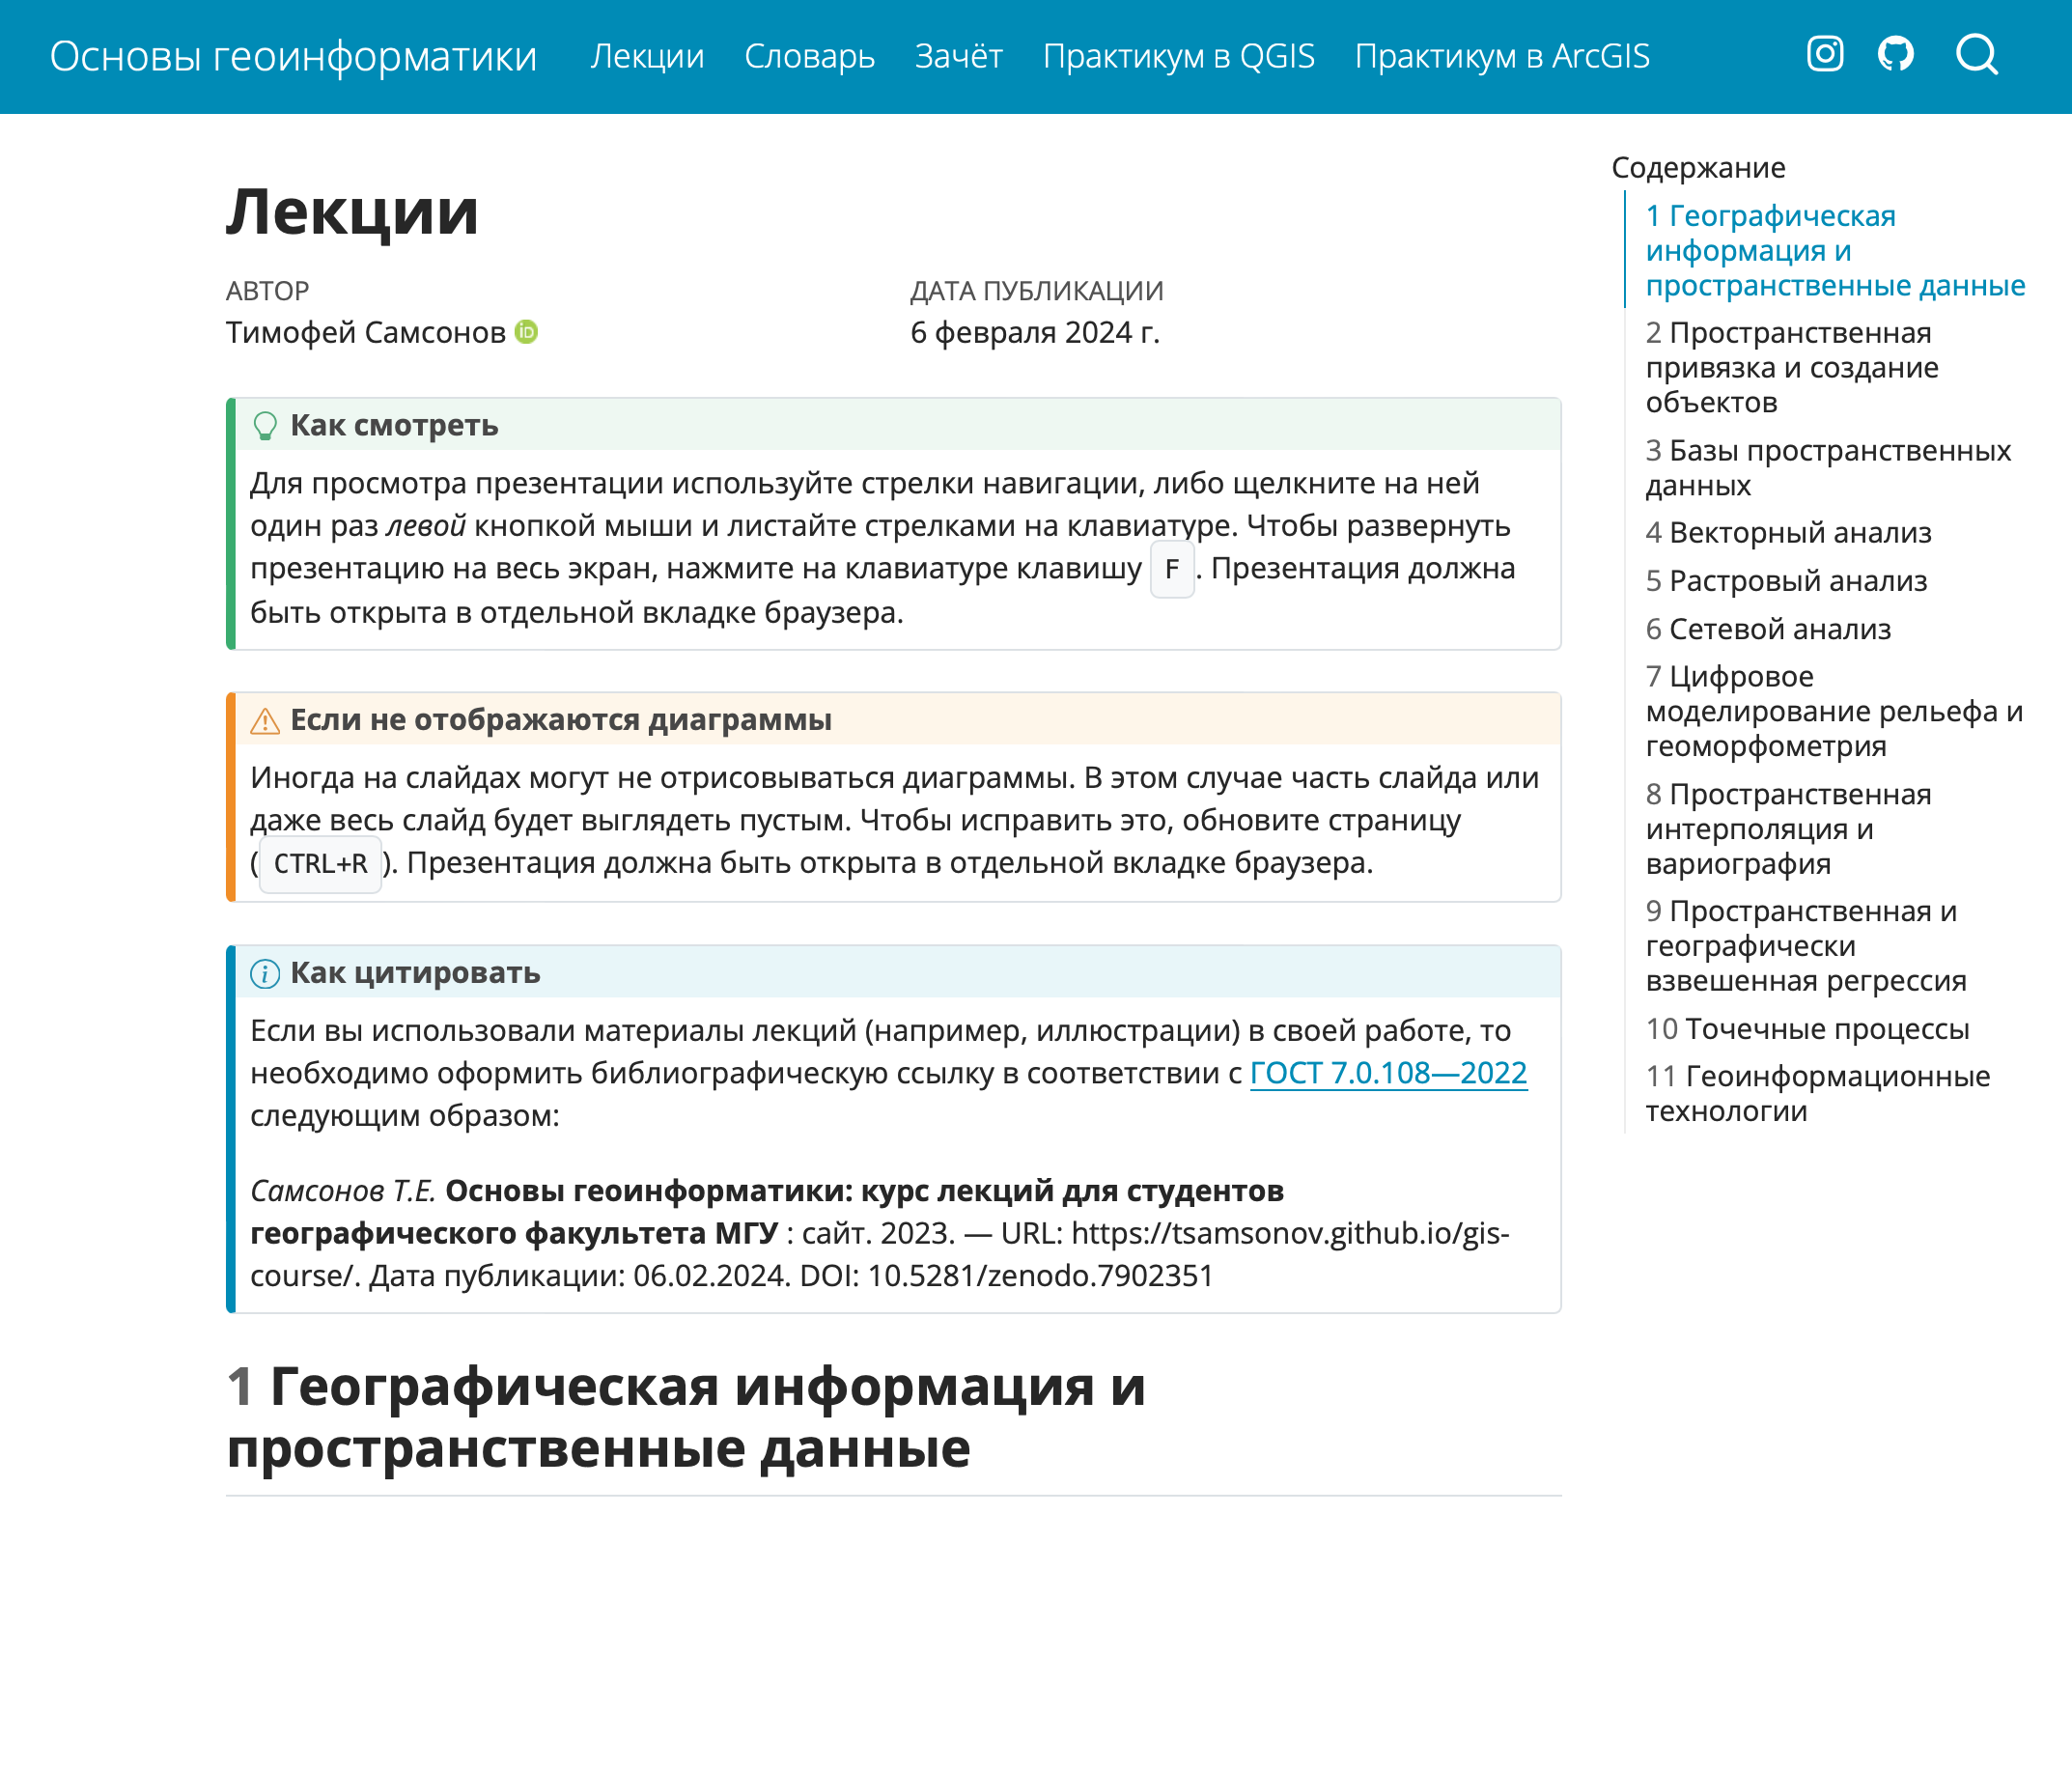 Основы геоинформатики Лекции Словарь Зачёт Практикум в QGIS Практикум в ArcGIS
Лекции
АВТОР
Тимофей Самсонов
ДАТА ПУБЛИКАЦИИ
6 февраля 2024 г.
Как смотреть
Для просмотра презентации используйте стрелки навигации, либо щелкните на ней
один раз левой кнопкой мыши и листайте стрелками на клавиатуре. Чтобы развернуть
презентацию на весь экран, нажмите на клавиатуре клавишу F . Презентация должна
быть открыта в отдельной вкладке браузера.
Если не отображаются диаграммы
Иногда на слайдах могут не отрисовываться диаграммы. В этом случае часть слайда или
даже весь слайд будет выглядеть пустым. Чтобы исправить это, обновите страницу
( CTRL+R ). Презентация должна быть открыта в отдельной вкладке браузера.
Как цитировать
Если вы использовали материалы лекций (например, иллюстрации) в своей работе, то
необходимо оформить библиографическую ссылку в соответствии с ГОСТ 7.0.108—2022
следующим образом:
Самсонов Т.Е. Основы геоинформатики: курс лекций для студентов
географического факультета МГУ : сайт. 2023. — URL: https://tsamsonov.github.io/gis-
course/. Дата публикации: 06.02.2024. DOI: 10.5281/zenodo.7902351
1 Географическая информация и
пространственные данные
Содержание
1 Географическая
информация и
пространственные данные
2 Пространственная
привязка и создание
объектов
3 Базы пространственных
данных
4 Векторный анализ
5 Растровый анализ
6 Сетевой анализ
7 Цифровое
моделирование рельефа и
геоморфометрия
8 Пространственная
интерполяция и
вариография
9 Пространственная и
географически
взвешенная регрессия
10 Точечные процессы
11 Геоинформационные
технологии